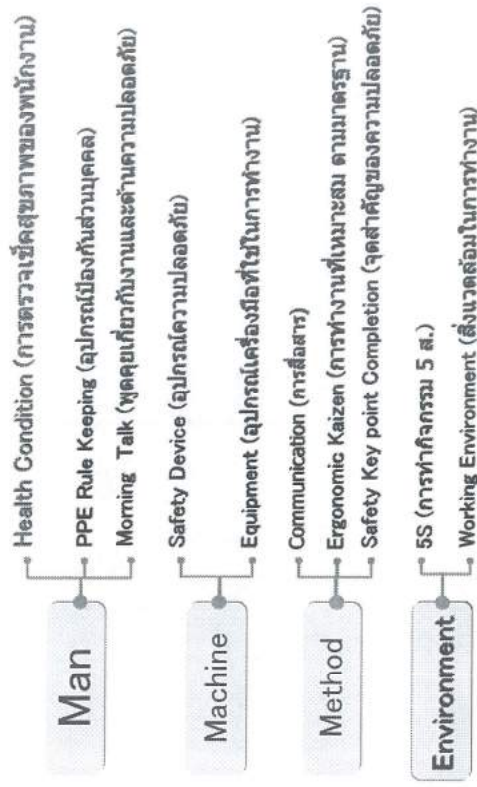 Man
Health Condition (การตรวจเช็คสุขภาพของพนักงาน)
PPE Rule Keeping (อุปกรณ์ป้องกันส่วนบุคคล)
Morning Talk (พูดคุยเกี่ยวกับงานและด้านความปลอดภัย)
Machine
Safety Device (อุปกรณ์ความปลอดภัย)
Equipment (อุปกรณ์เครื่องมือที่ใช้ในการทำงาน)
Method
Communication (การสื่อสาร)
Ergonomic Kaizen (การทำงานที่เหมาะสม ตามมาตรฐาน)
Safety Key point Completion (จุดสำคัญของความปลอดภัย)
Environment
5S (การทำกิจกรรม 5 ส.)
Working Environment (สิ่งแวดล้อมในการทำงาน)